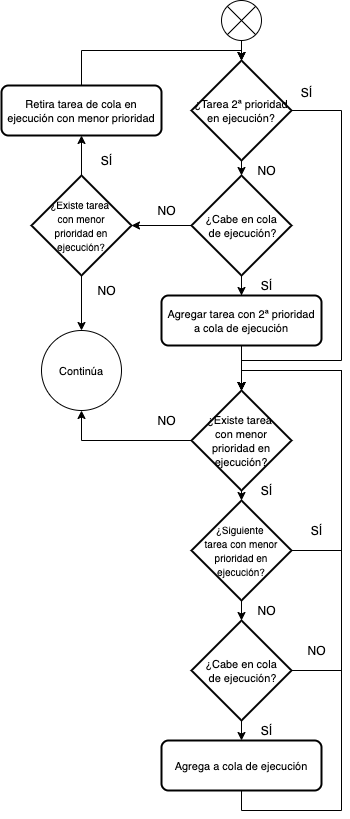 ¿Tarea 2ª prioridad
en ejecución?
SÍ
Retira tarea de cola en
ejecución con menor prioridad
NO
SÍ
¿Existe tarea
con menor
prioridad en
ejecución?
NO
¿Cabe en cola
de ejecución?
NO
SÍ
Agregar tarea con 2ª prioridad
a cola de ejecución
Continúa
NO
¿Existe tarea
con menor
prioridad en
ejecución?
SÍ
¿Siguiente
tarea con menor
prioridad en
ejecución?
SÍ
NO
¿Cabe en cola
de ejecución?
NO
SÍ
Agrega a cola de ejecución